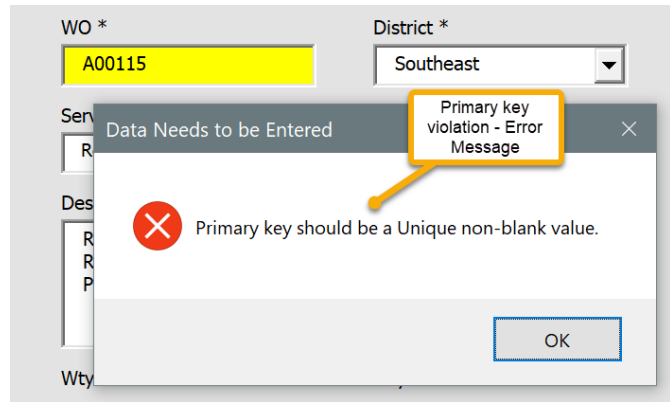 WO *
District *
A00115
Southeast
Data Needs to be Entered
Primary key
violation - Error
Message
Primary key should be a Unique non-blank value.
OK
Wty